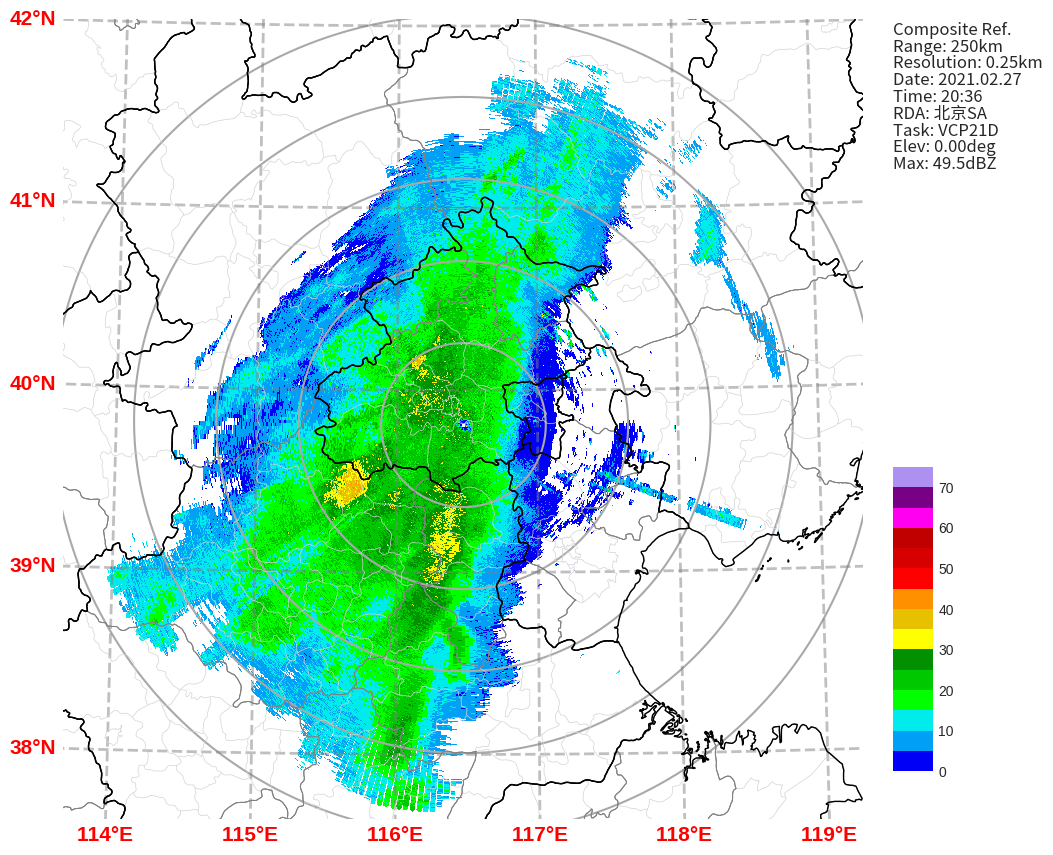 42°N
41°N
40°N
39°N
38°N
114°E
115°E
116°E
117°E
118°E
119°E
Composite Ref.
Range: 250km
Resolution: 0.25km
Date: 2021.02.27
Time: 20:36
RDA: 北京SA
Task: VCP21D
Elev: 0.00deg
Max: 49.5dBZ
70
60
50
40
30
20
10
0